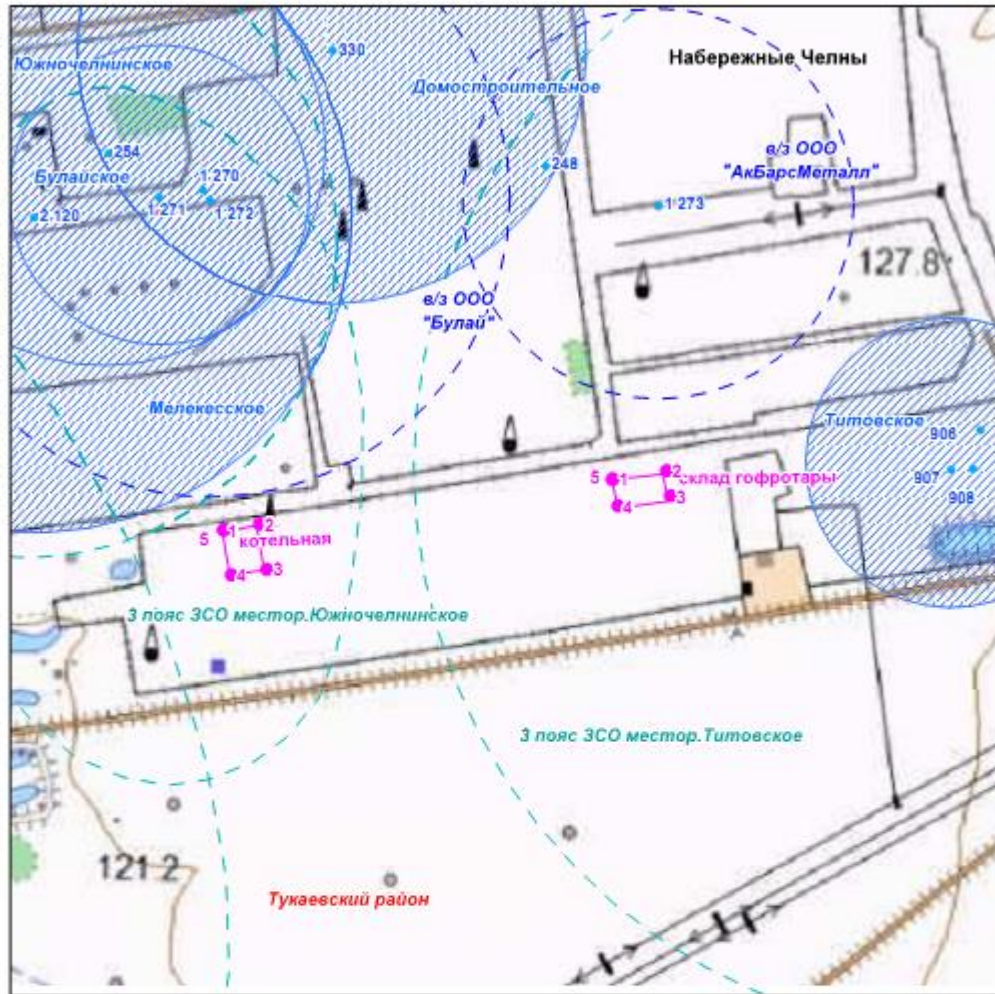 330
Набережные Челны
Южночелнинское
Домостроительное
254
248
в/з ООО
"АкБарсМеталл"
Булайское
1 270
1 271
1 272
2 120
1 273
127.8
в/з ООО
"Булай"
Мелекесское
Титовское
906
907
908
5
1
2
склад гофротары
3
4
5
1
2
котельная
3
4
3 пояс ЗСО местор.Южночелнинское
3 пояс ЗСО местор.Титовское
121.2
Тукаевский район